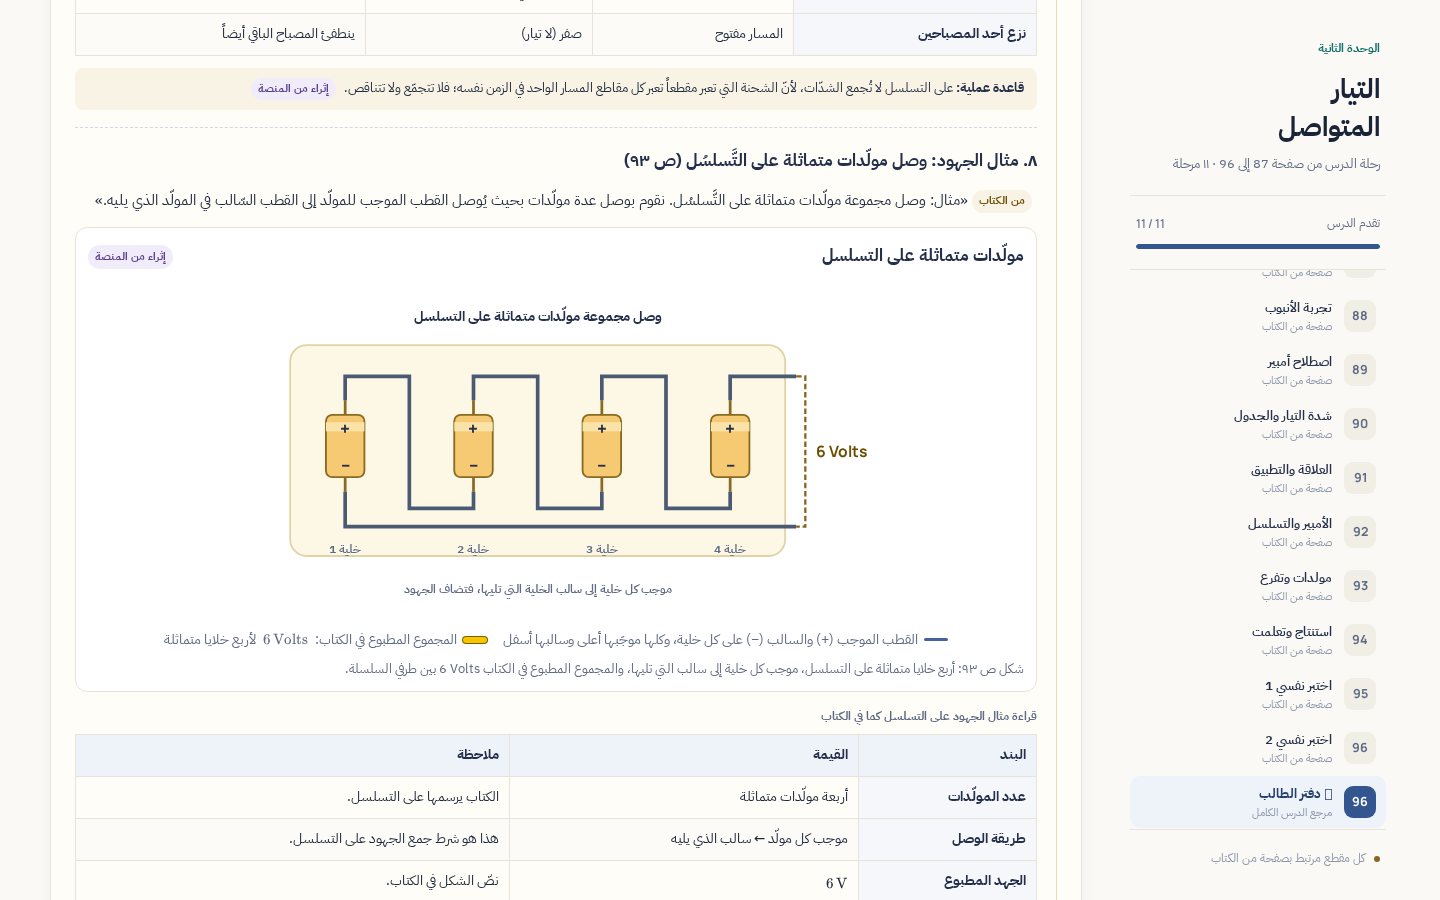 الوحدة الثانية
التيار
المتواصل
رحلة الدرس من صفحة 87 إلى 96 · ١١ مرحلة
تقدم الدرس
11 / 11
صفحة من الكتاب
88
تجربة الأنبوب
صفحة من الكتاب
89
اصطلاح أمبير
صفحة من الكتاب
90
شدة التيار والجدول
صفحة من الكتاب
91
العلاقة والتطبيق
صفحة من الكتاب
92
الأمبير والتسلسل
صفحة من الكتاب
93
مولدات وتفرع
صفحة من الكتاب
94
استنتاج وتعلمت
صفحة من الكتاب
95
اختبر نفسي 1
صفحة من الكتاب
96
اختبر نفسي 2
صفحة من الكتاب
96
دفتر الطالب
مرجع الدرس الكامل
كل مقطع مرتبط بصفحة من الكتاب
نزع أحد المصباحين
المسار مفتوح
صفر (لا تيار)
ينطفئ المصباح الباقي أيضاً
قاعدة عملية: على التسلسل لا تُجمع الشدّات، لأنّ الشحنة التي تعبر مقطعاً تعبر كل مقاطع المسار الواحد في الزمن نفسه؛ فلا تتجمّع ولا تتناقص. إثراء من المنصة
٨. مثال الجهود: وصل مولّدات متماثلة على التَّسلسُل (ص ٩٣)
من الكتاب «مثال: وصل مجموعة مولّدات متماثلة على التَّسلسُل. نقوم بوصل عدة مولّدات بحيث يُوصل القطب الموجب للمولّد إلى القطب السّالب في المولّد الذي يليه.»
مولّدات متماثلة على التسلسل
إثراء من المنصة
وصل مجموعة مولّدات متماثلة على التسلسل
+ + + +
6 Volts
− − − −
خلية 1
خلية 2
خلية 3
خلية 4
موجب كل خلية إلى سالب الخلية التي تليها، فتضاف الجهود
القطب الموجب (+) والسالب (−) على كل خلية، وكلها موجَبها أعلى وسالبها أسفل
المجموع المطبوع في الكتاب: 6 Volts لأربع خلايا متماثلة
شكل ص ٩٣: أربع خلايا متماثلة على التسلسل، موجب كل خلية إلى سالب التي تليها، والمجموع المطبوع في الكتاب 6 Volts بين طرفي السلسلة.
قراءة مثال الجهود على التسلسل كما في الكتاب
البند
القيمة
ملاحظة
عدد المولّدات
أربعة مولّدات متماثلة
الكتاب يرسمها على التسلسل.
طريقة الوصل
موجب كل مولّد ← سالب الذي يليه
هذا هو شرط جمع الجهود على التسلسل.
الجهد المطبوع
6 V
نصّ الشكل في الكتاب.